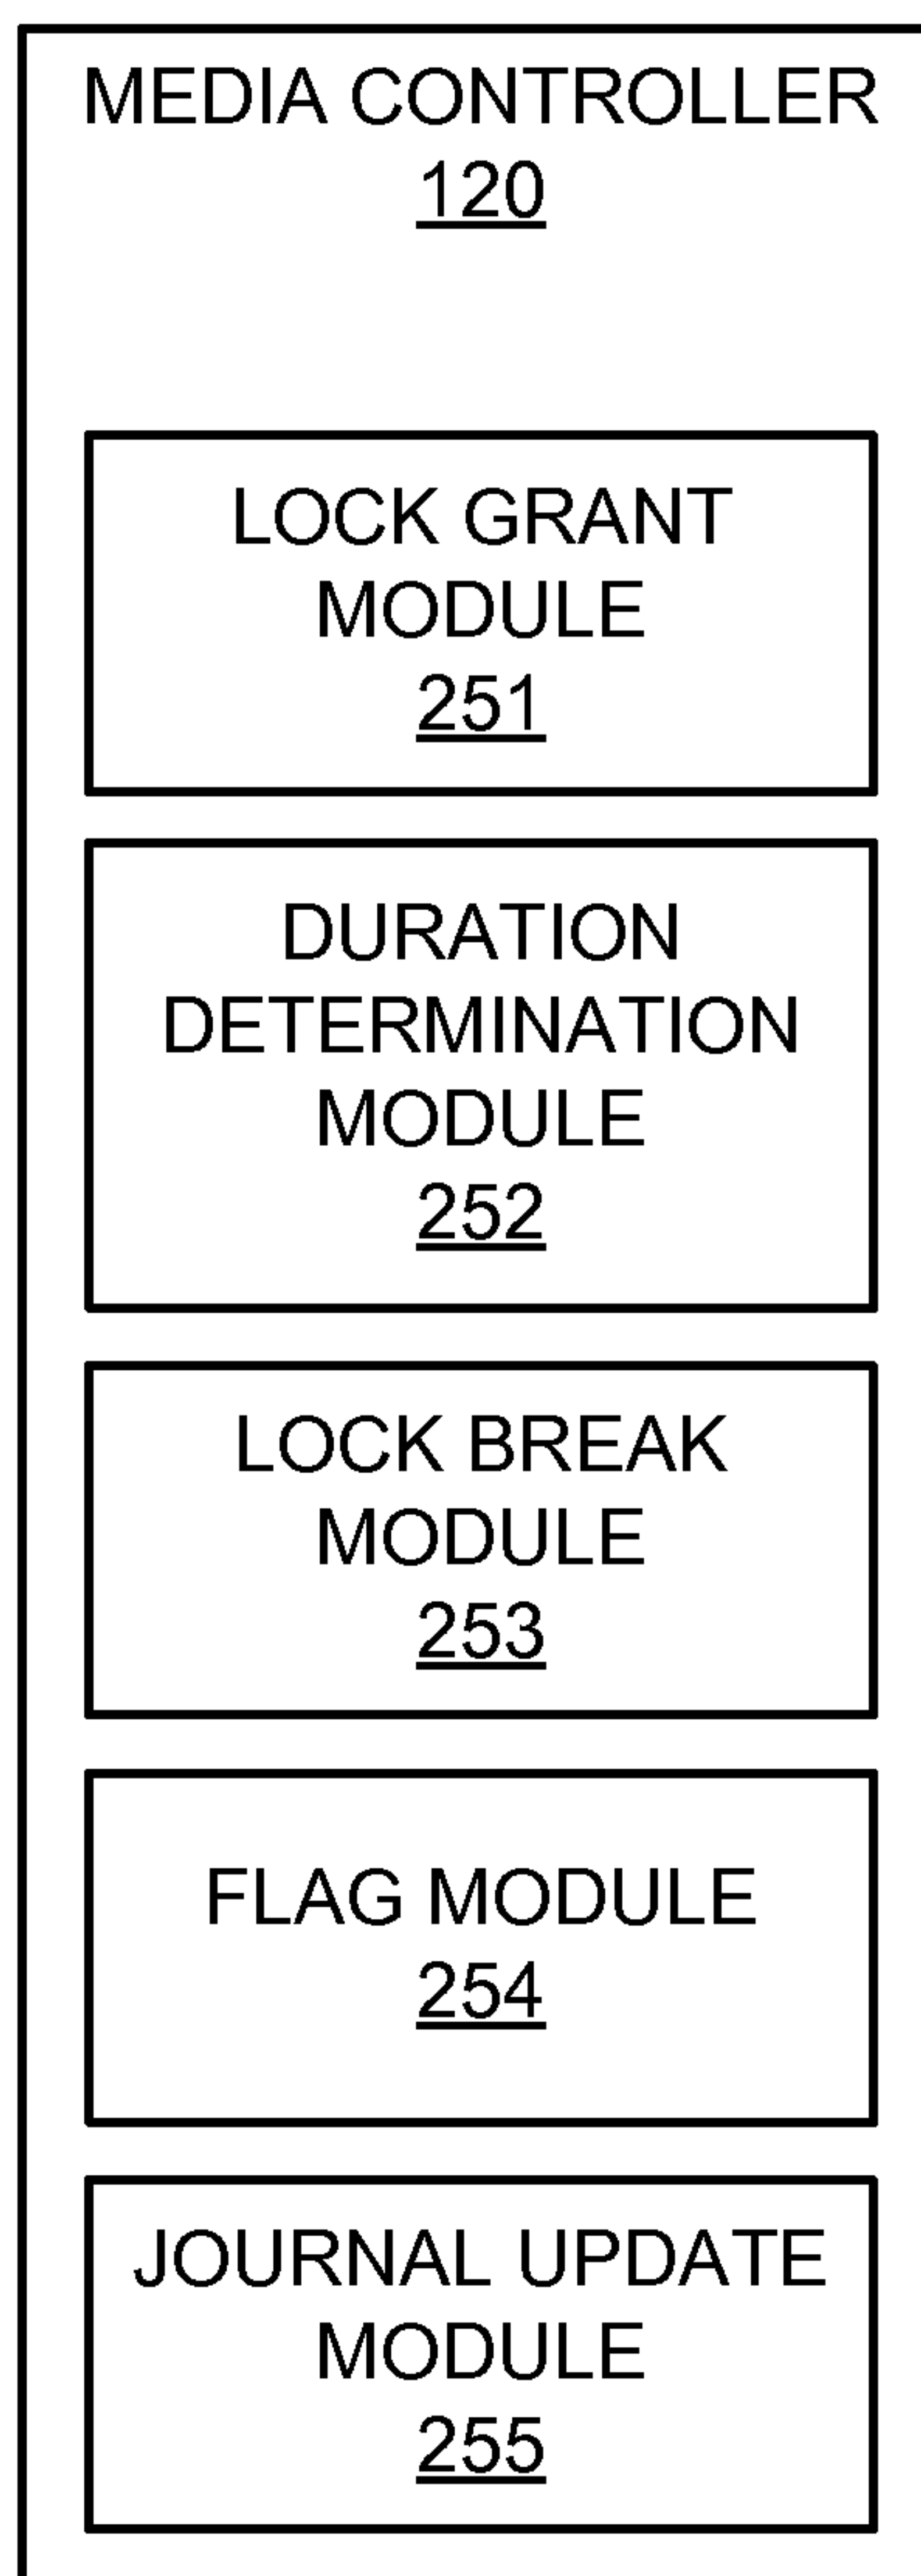 MEDIA CONTROLLER
120
LOCK GRANT
MODULE
251
DURATION
DETERMINATION
MODULE
252
LOCK BREAK
MODULE
253
FLAG MODULE
254
JOURNAL UPDATE
MODULE
255